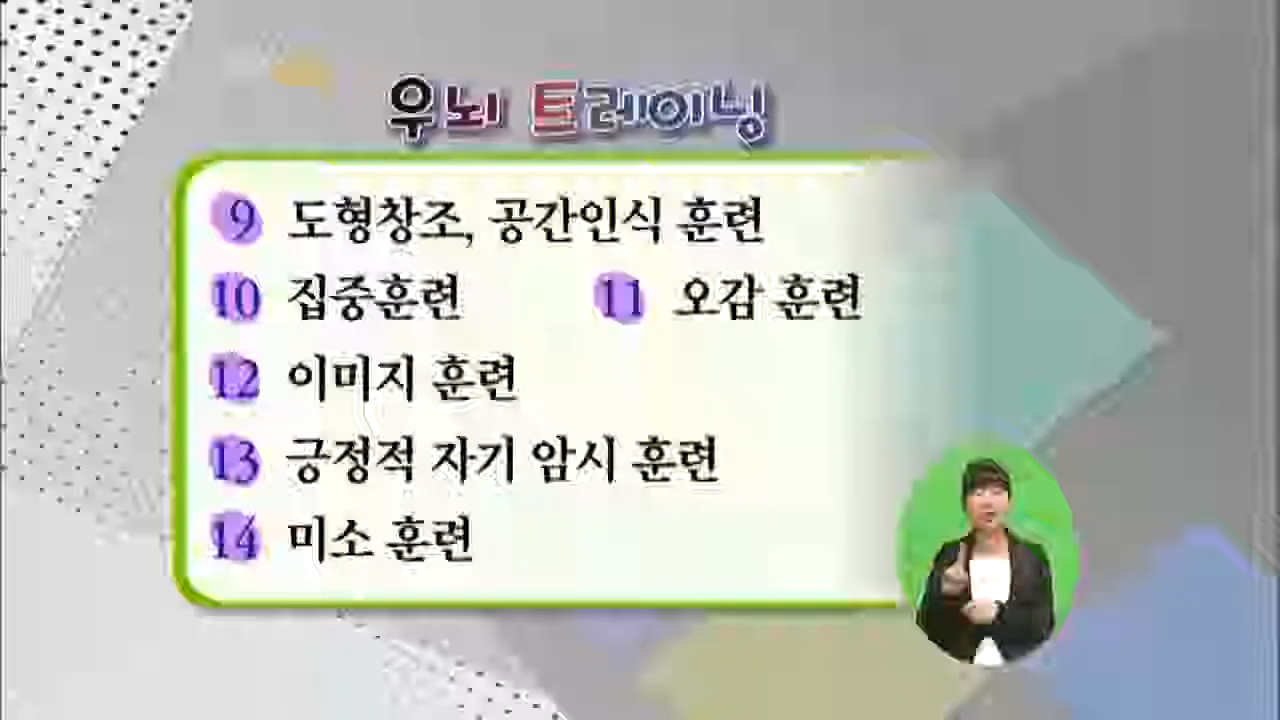 우뇌 트레이닝
9 도형창조, 공간인식 훈련
10 집중훈련 11 오감 훈련
12 이미지 훈련
13 긍정적 자기 암시 훈련
14 미소 훈련